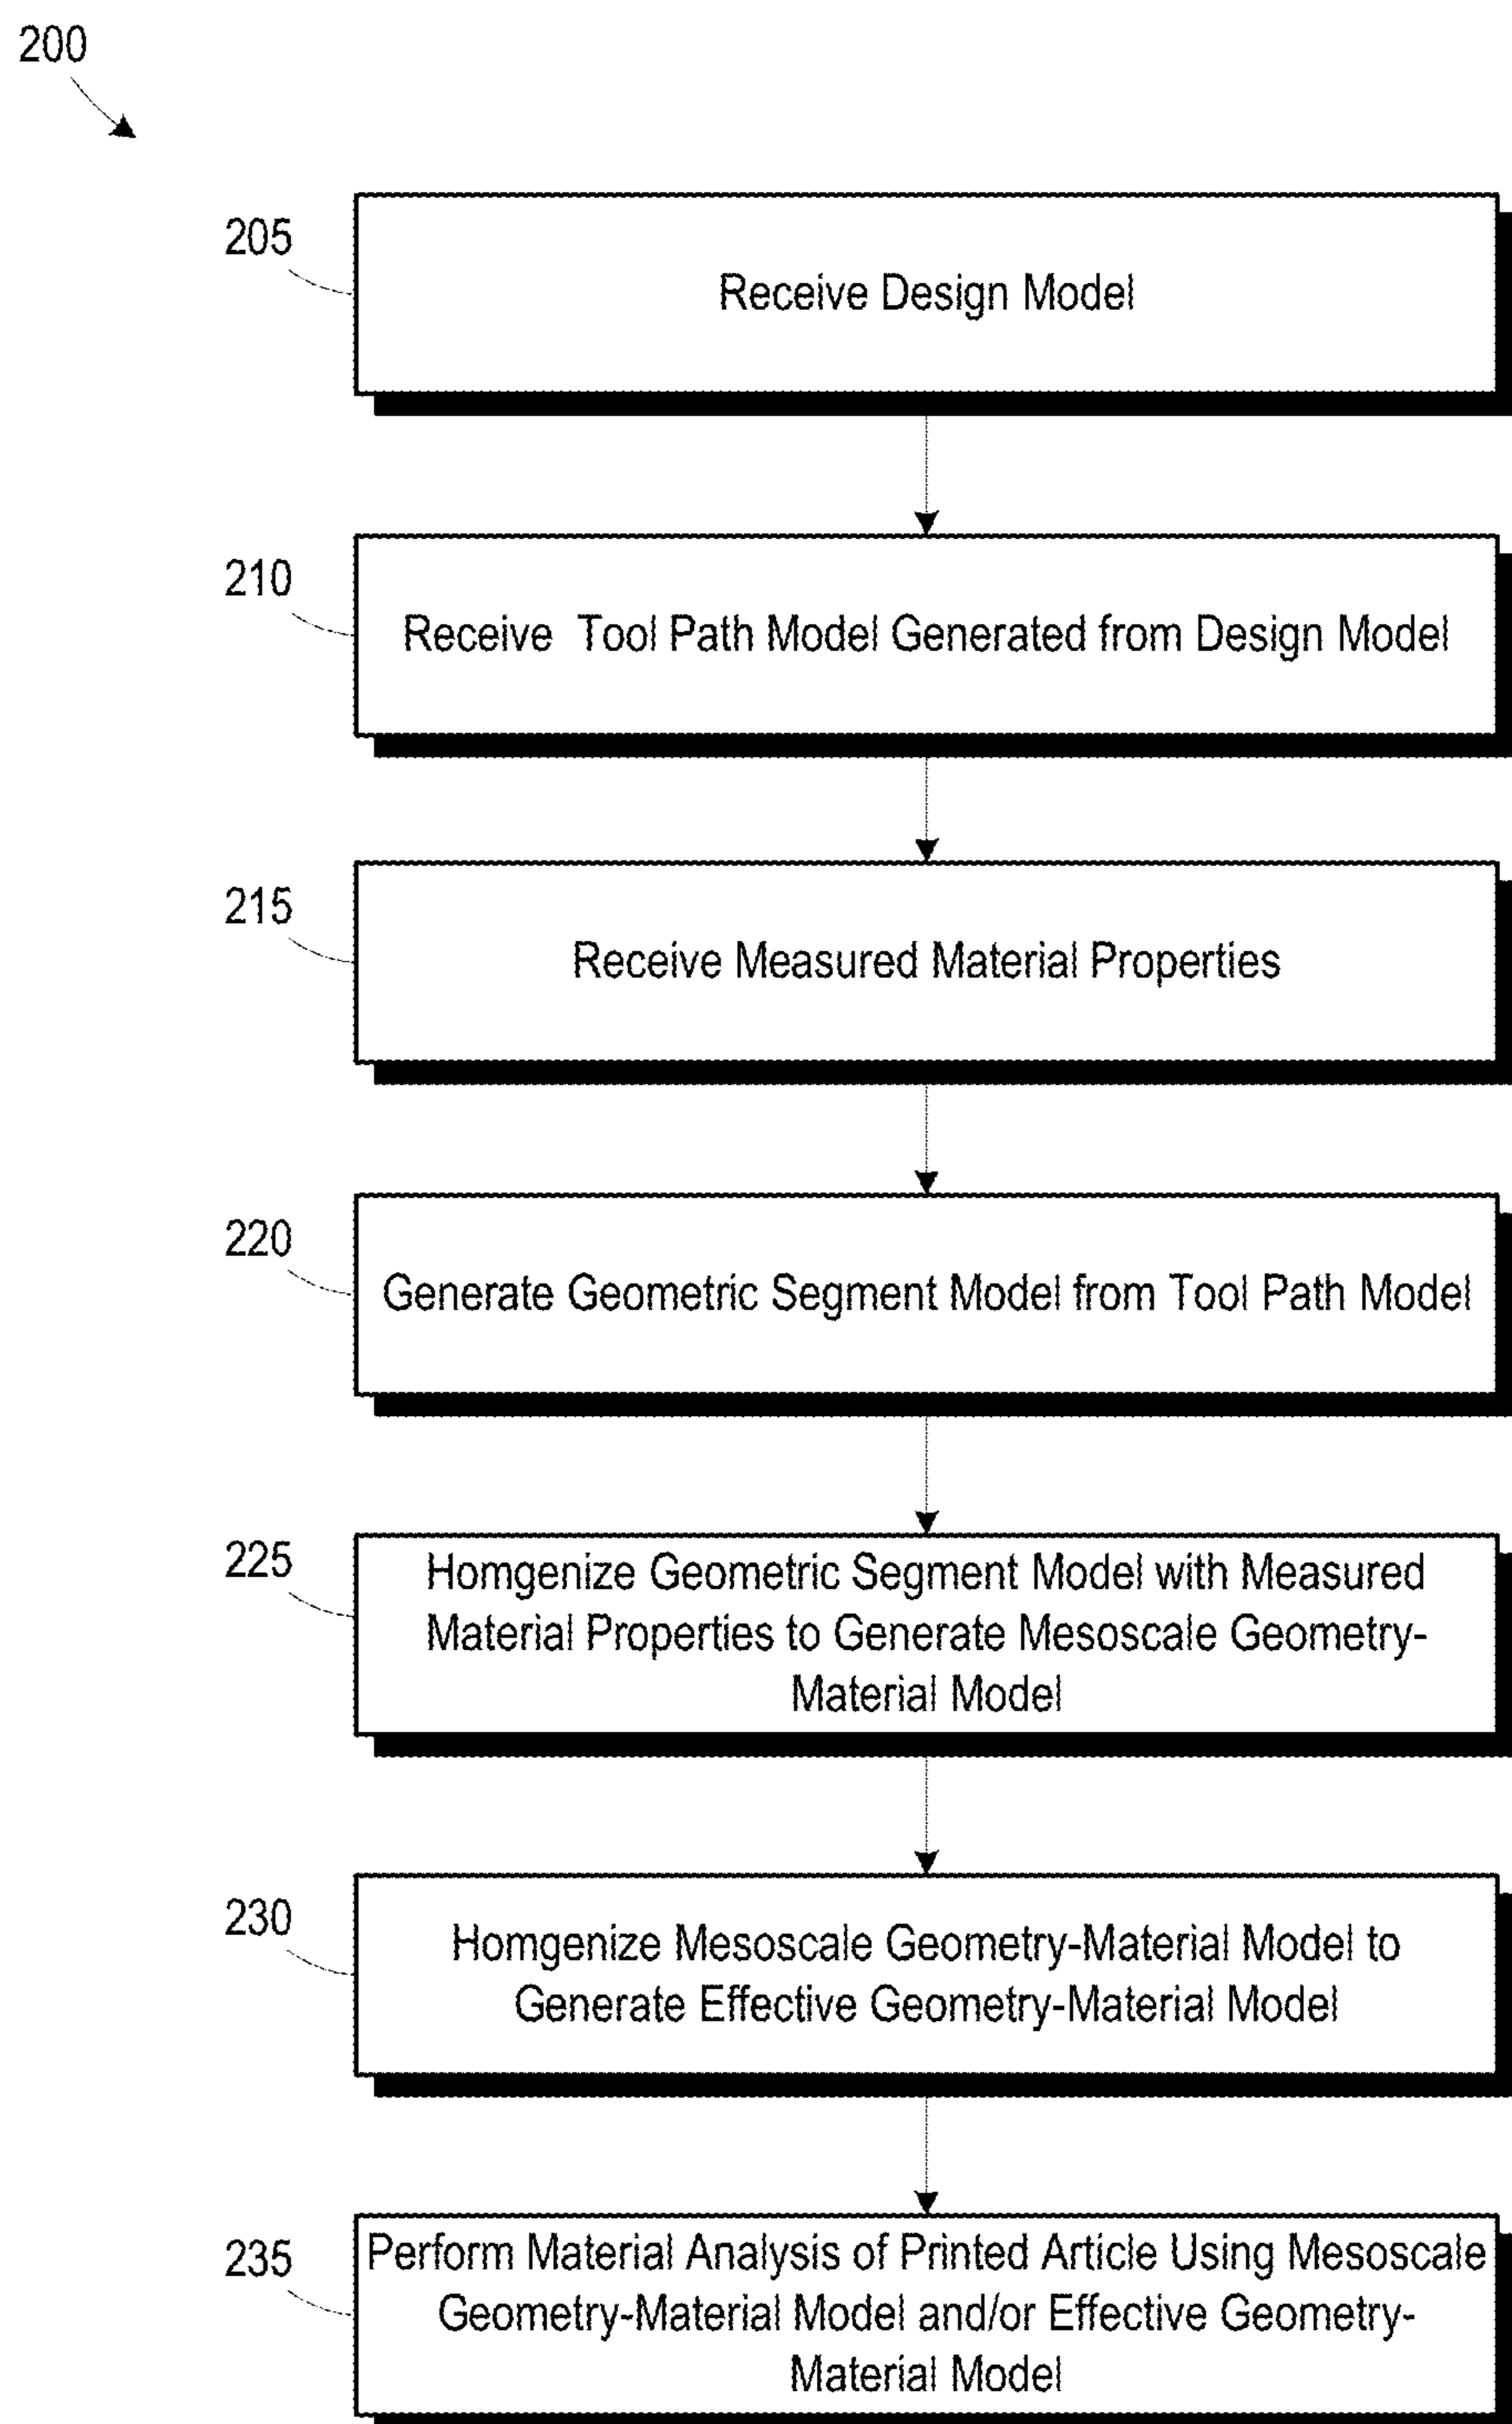 200
205
Receive Design Model
210
Receive Tool Path Model Generated from Design Model
215
Receive Measured Material Properties
220
Generate Geometric Segment Model from Tool Path Model
225
Homgenize Geometric Segment Model with Measured
Material Properties to Generate Mesoscale Geometry-
Material Model
230
Homgenize Mesoscale Geometry-Material Model to
Generate Effective Geometry-Material Model
235
Perform Material Analysis of Printed Article Using Mesoscale
Geometry-Material Model and/or Effective Geometry-
Material Model